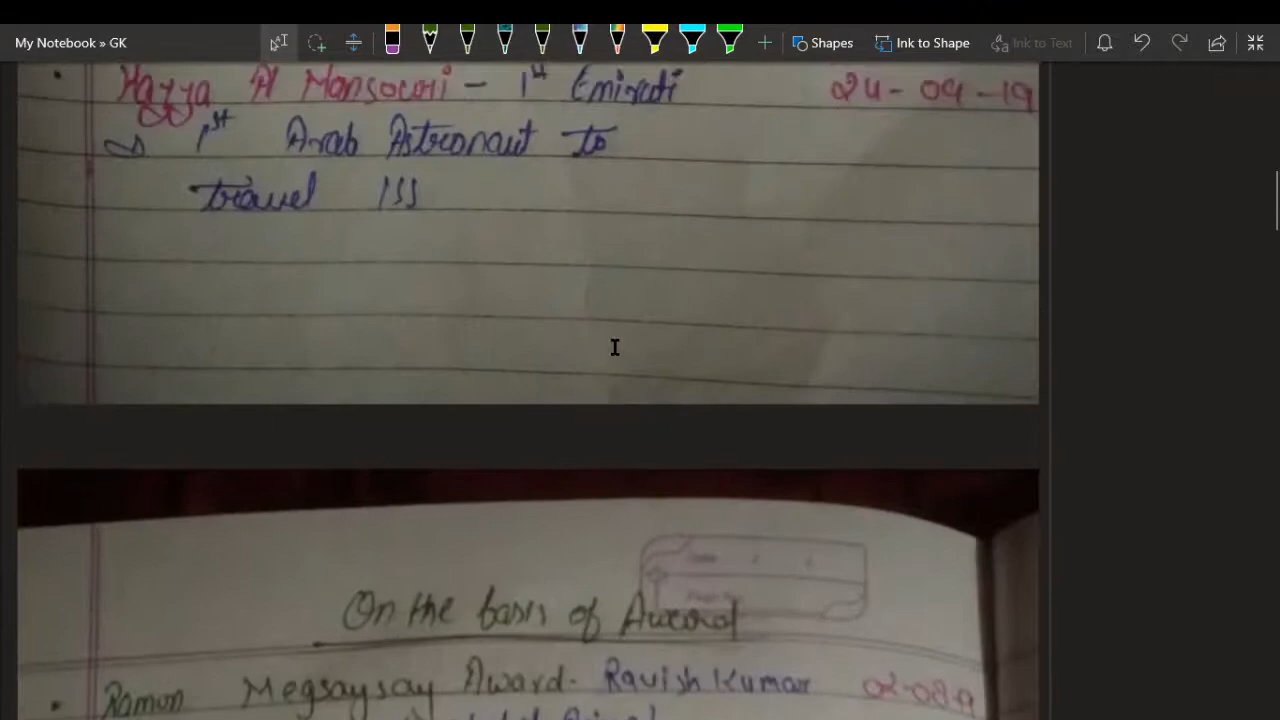 My Notebook » GK
Shapes
Ink to Shape
Ink to Text
Hazza Al Mansoori - 1st Emirati 24-09-19
1st Arab Astronaut to
travel ISS
On the basis of Award
Ramon Megsaysay Award - Ravish Kumar